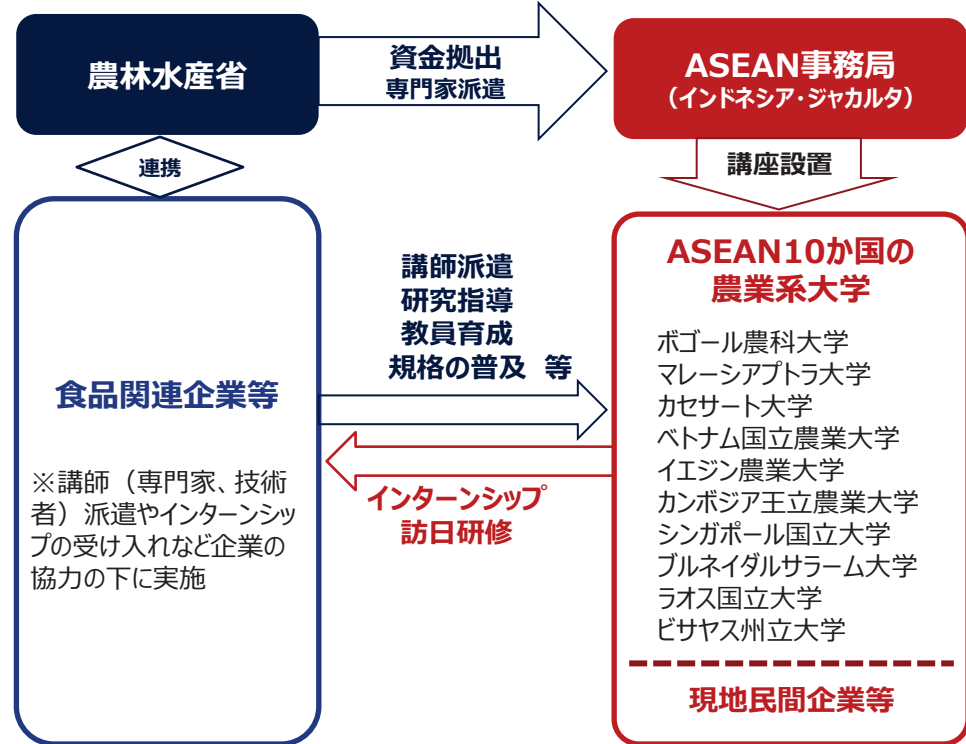 農林水産省
資金拠出
専門家派遣
ASEAN事務局
（インドネシア・ジャカルタ）
連携
講座設置
食品関連企業等
※講師（専門家、技術
者）派遣やインターンシッ
プの受け入れなど企業の
協力の下に実施
講師派遣
研究指導
教員育成
規格の普及 等
インターンシップ
訪日研修
ASEAN10か国の
農業系大学
ボゴール農科大学
マレーシアプトラ大学
カセサート大学
ベトナム国立農業大学
イエジン農業大学
カンボジア王立農業大学
シンガポール国立大学
ブルネイダルサラーム大学
ラオス国立大学
ビサヤス州立大学
現地民間企業等